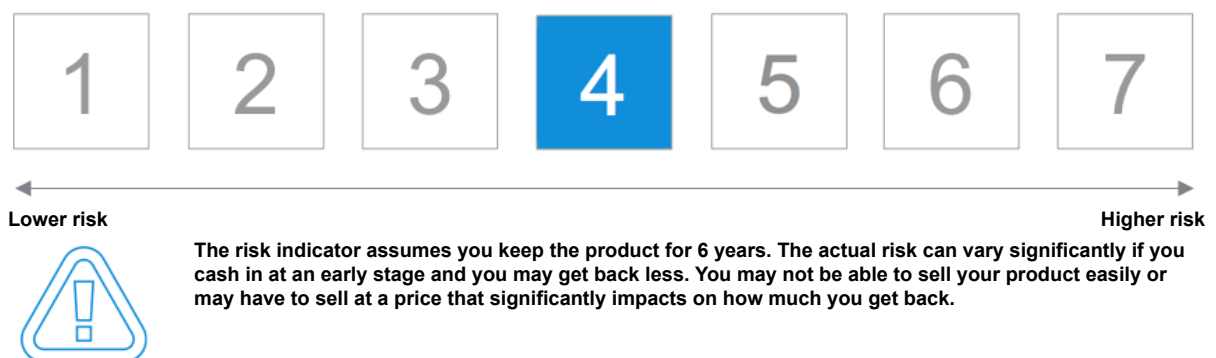 1 2 3 4 5 6 7
Lower risk Higher risk
The risk indicator assumes you keep the product for 6 years. The actual risk can vary significantly if you
cash in at an early stage and you may get back less. You may not be able to sell your product easily or
may have to sell at a price that significantly impacts on how much you get back.